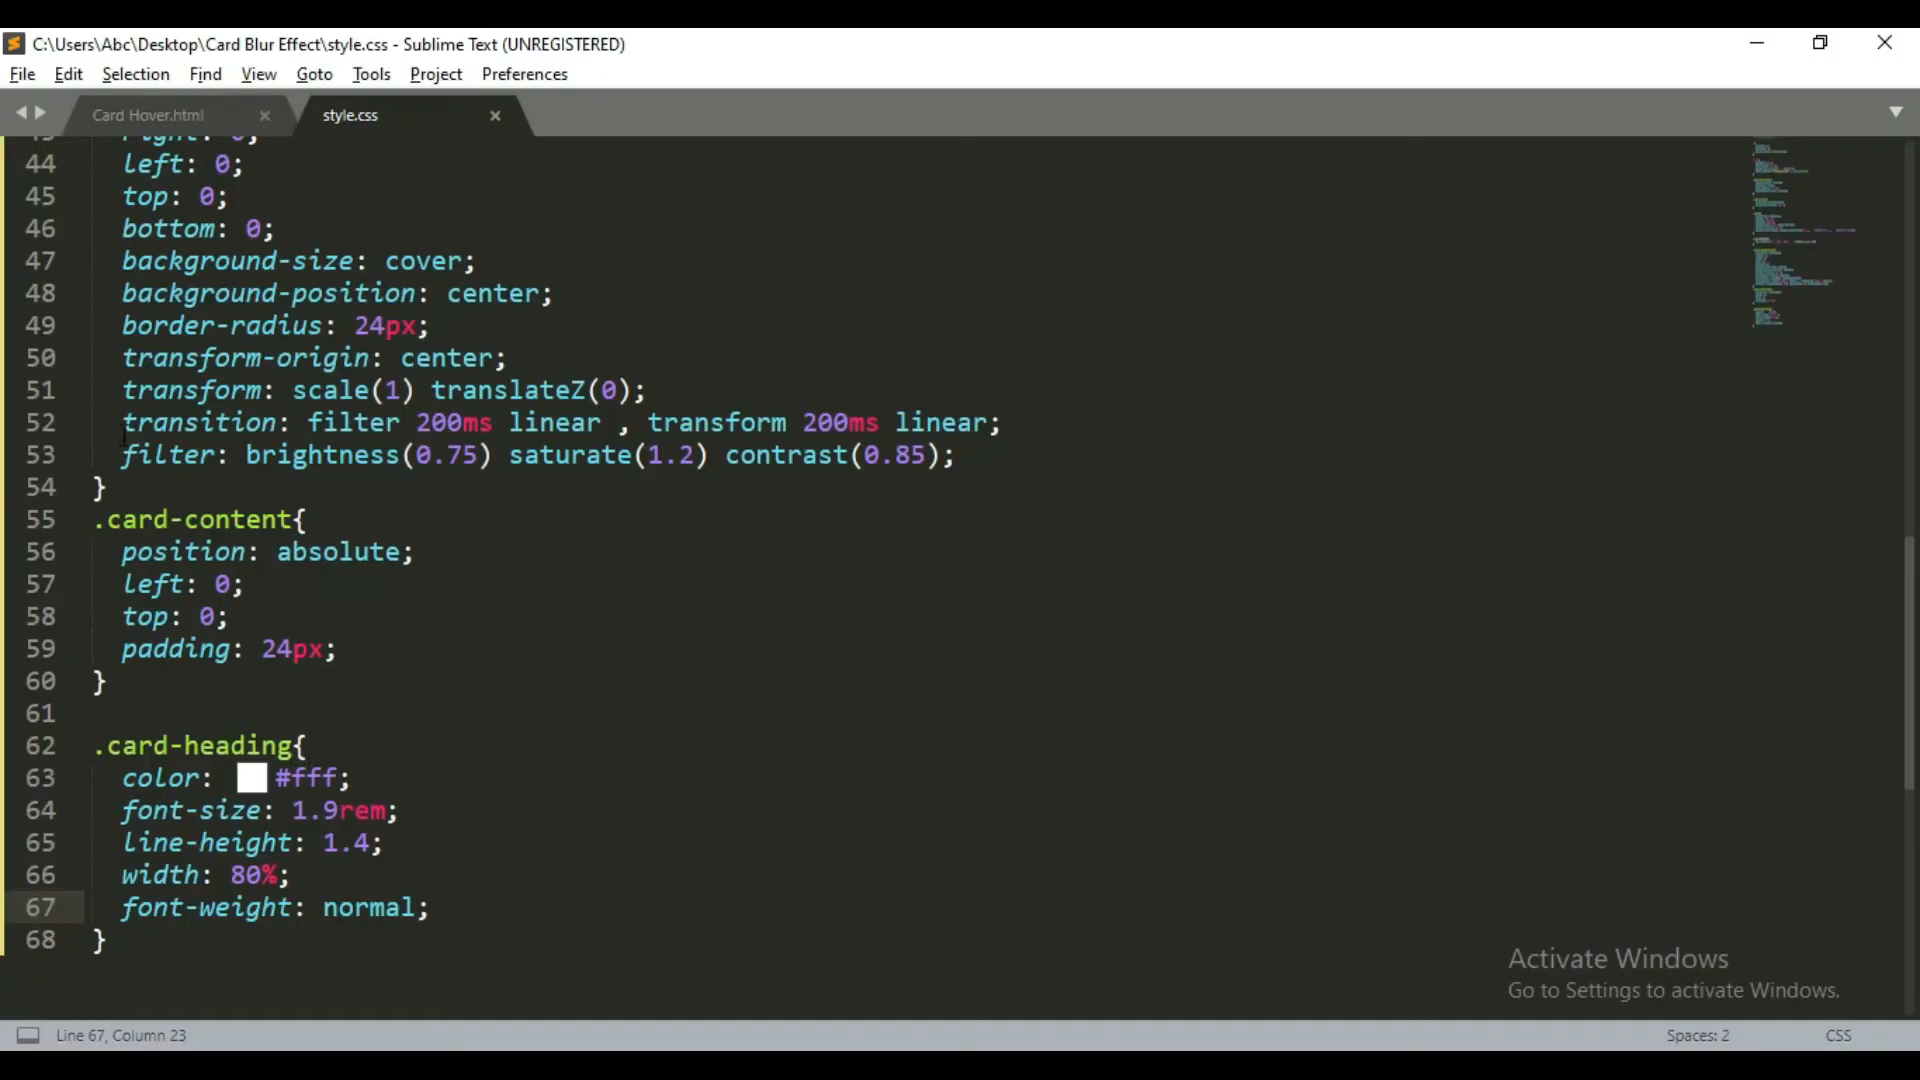 C:\Users\Abc\Desktop\Card Blur Effect\style.css - Sublime Text (UNREGISTERED)
File Edit Selection Find View Goto Tools Project Preferences
Card Hover.html × style.css ×
43 right: 0;
44 left: 0;
45 top: 0;
46 bottom: 0;
47 background-size: cover;
48 background-position: center;
49 border-radius: 24px;
50 transform-origin: center;
51 transform: scale(1) translateZ(0);
52 transition: filter 200ms linear , transform 200ms linear;
53 filter: brightness(0.75) saturate(1.2) contrast(0.85);
54 }
55 .card-content{
56 position: absolute;
57 left: 0;
58 top: 0;
59 padding: 24px;
60 }
61
62 .card-heading{
63 color: #fff;
64 font-size: 1.9rem;
65 line-height: 1.4;
66 width: 80%;
67 font-weight: normal;
68 }
Activate Windows
Go to Settings to activate Windows.
Line 67, Column 23 Spaces: 2 CSS